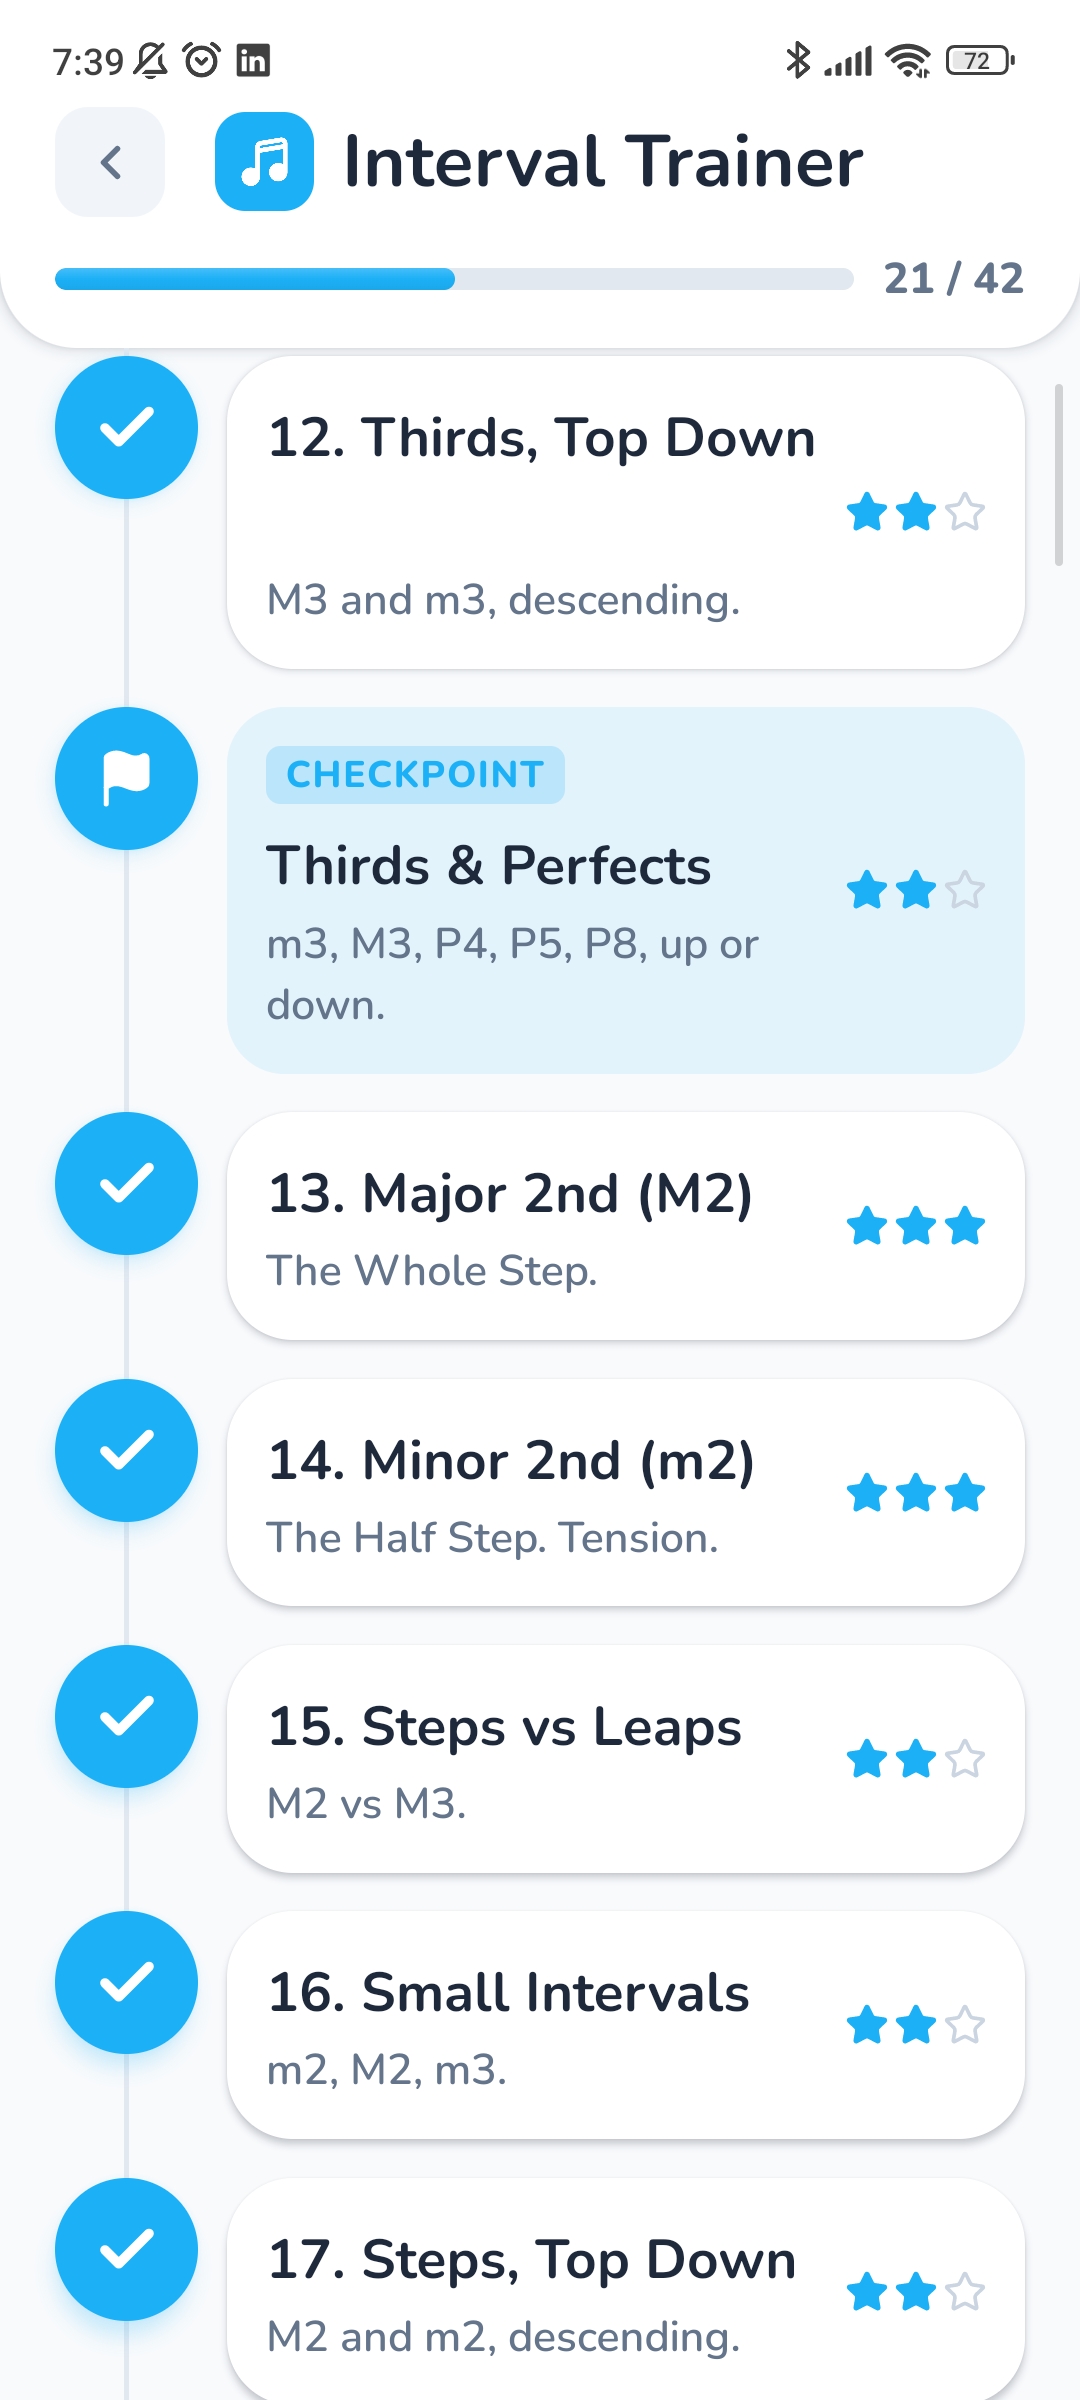 7:39
72
Interval Trainer
21 / 42
12. Thirds, Top Down
M3 and m3, descending.
CHECKPOINT
Thirds & Perfects
m3, M3, P4, P5, P8, up or
down.
13. Major 2nd (M2)
The Whole Step.
14. Minor 2nd (m2)
The Half Step. Tension.
15. Steps vs Leaps
M2 vs M3.
16. Small Intervals
m2, M2, m3.
17. Steps, Top Down
M2 and m2, descending.